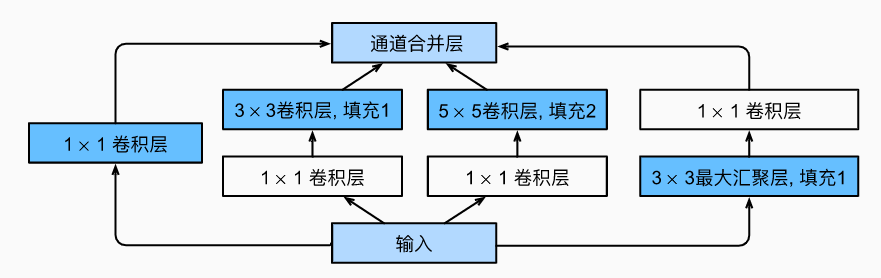 通道合并层
3 × 3卷积层, 填充1
5 × 5卷积层, 填充2
1 × 1 卷积层
1 × 1 卷积层
1 × 1 卷积层
1 × 1 卷积层
3 × 3最大汇聚层, 填充1
输入